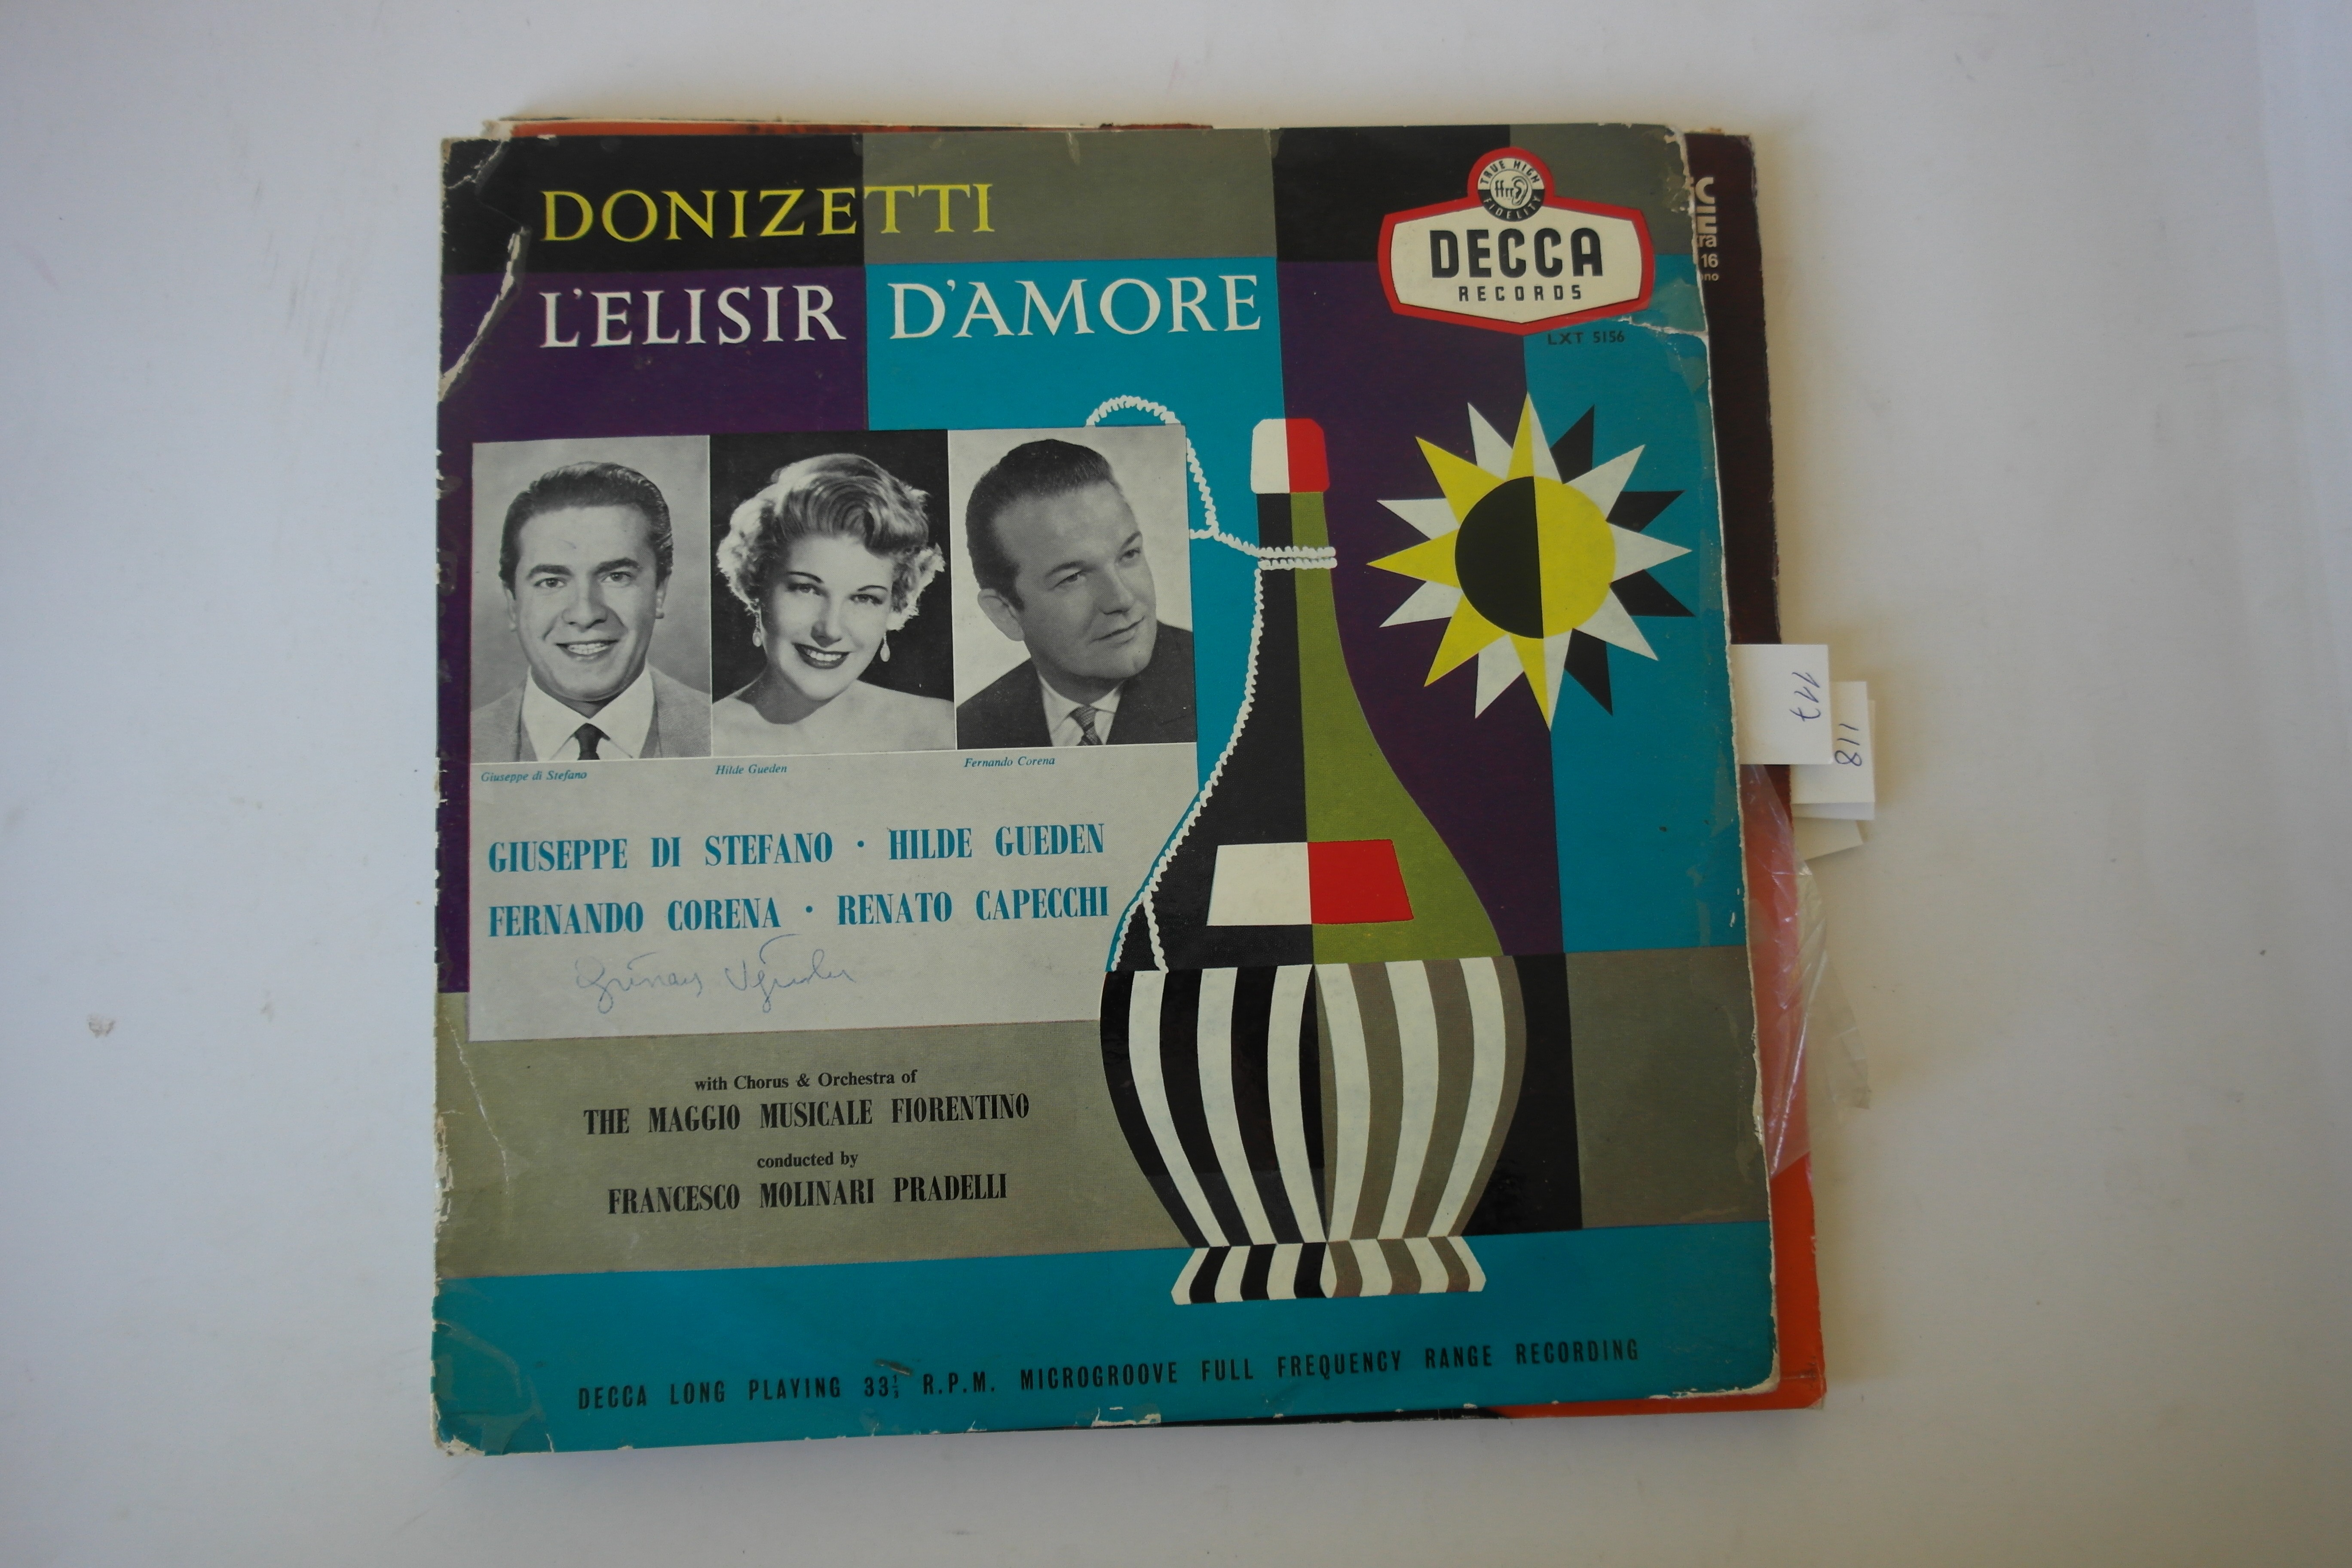 DONIZETTI
L'ELISIR D'AMORE
TRUE HIGH
ffrr
FIDELITY
DECCA
RECORDS
LXT 5156
16
Giuseppe di Stefano
Hilde Gueden
Fernando Corena
GIUSEPPE DI STEFANO · HILDE GUEDEN
FERNANDO CORENA · RENATO CAPECCHI
with Chorus & Orchestra of
THE MAGGIO MUSICALE FIORENTINO
conducted by
FRANCESCO MOLINARI PRADELLI
DECCA LONG PLAYING 33⅓ R.P.M. MICROGROOVE FULL FREQUENCY RANGE RECORDING
117
118